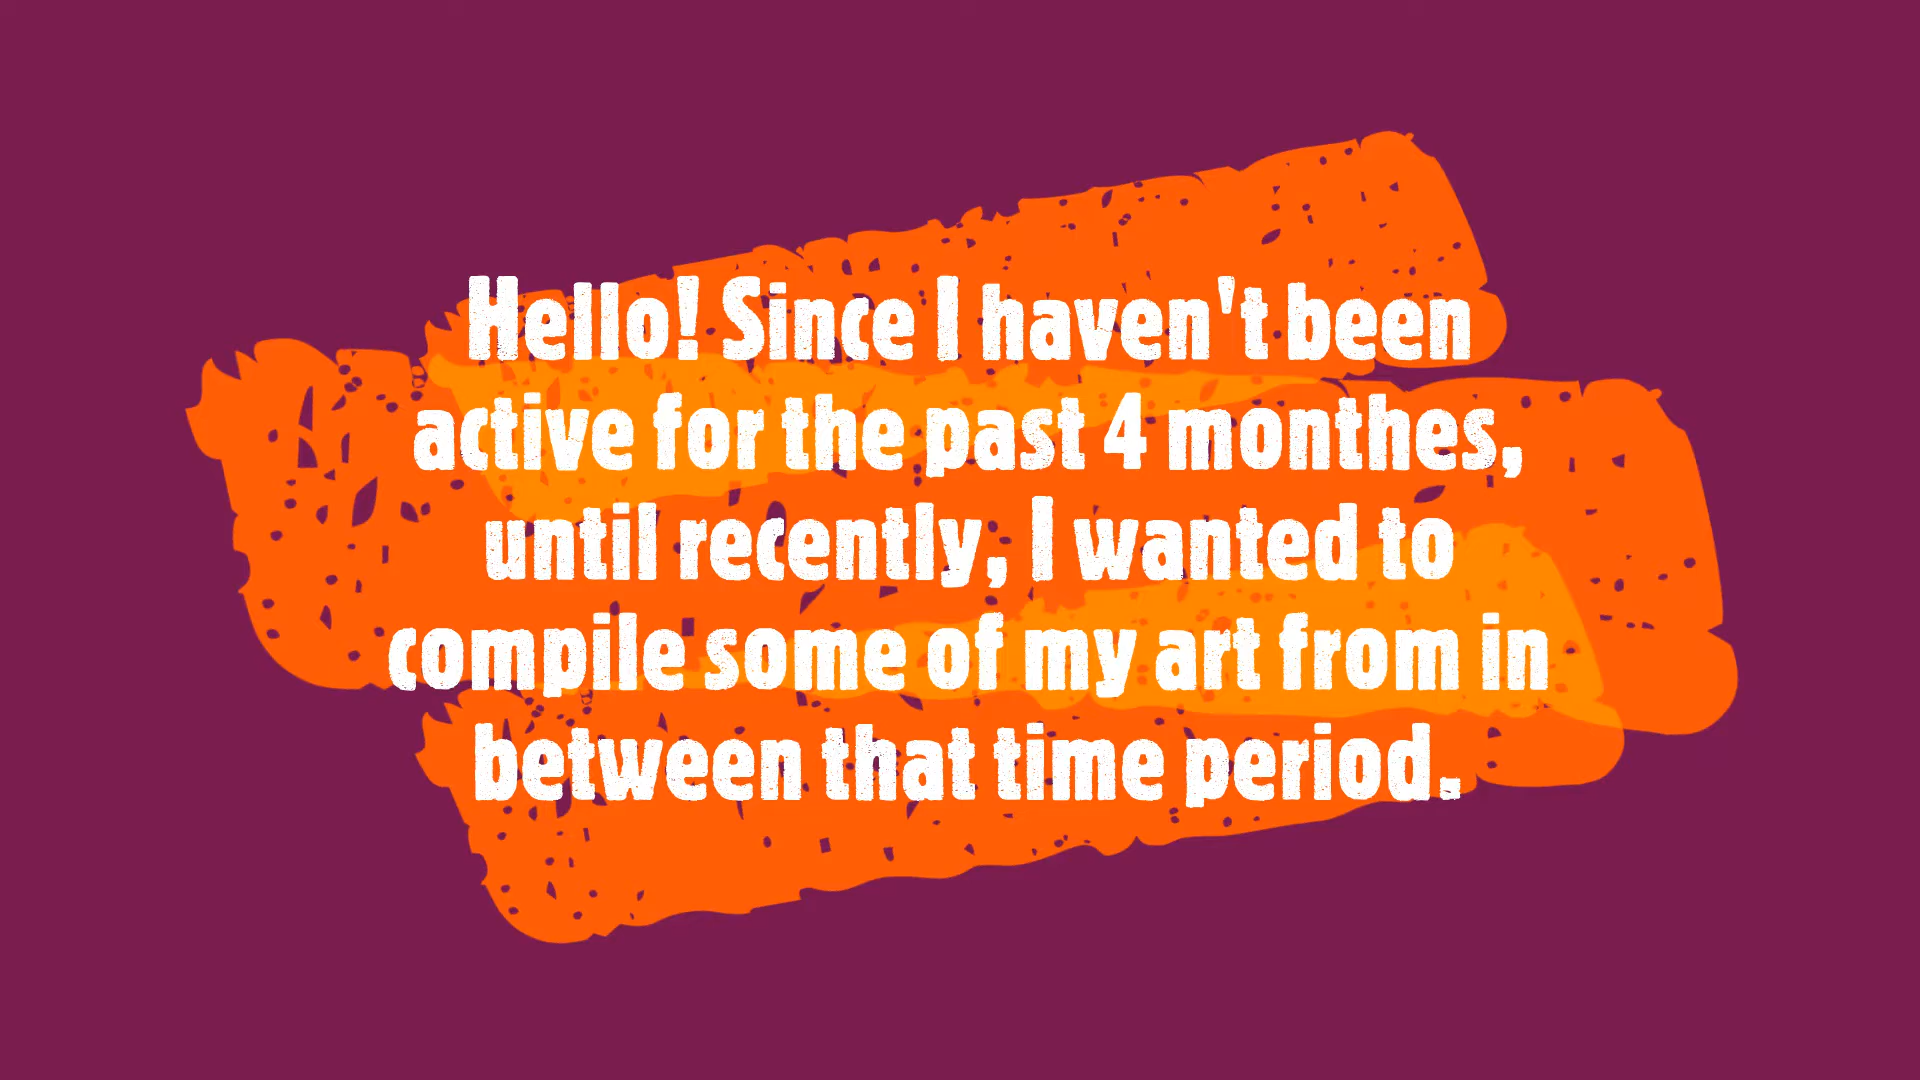 Hello! Since I haven't been
active for the past 4 monthes,
until recently, I wanted to
compile some of my art from in
between that time period.